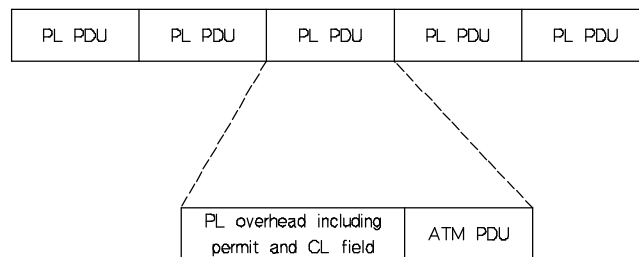 PL PDU PL PDU PL PDU PL PDU PL PDU
PL overhead including
permit and CL field
ATM PDU